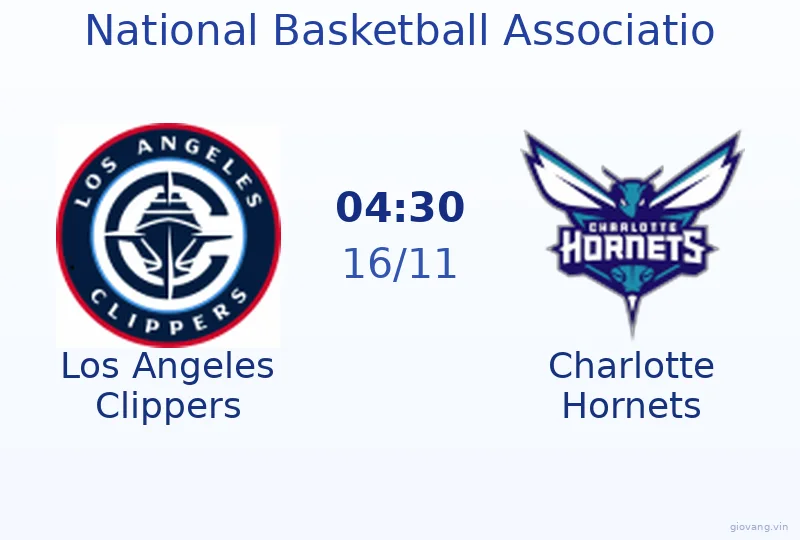 National Basketball Associatio
LOS ANGELES
CLIPPERS
04:30
16/11
CHARLOTTE
HORNETS
Los Angeles
Clippers
Charlotte
Hornets
giovang.vin